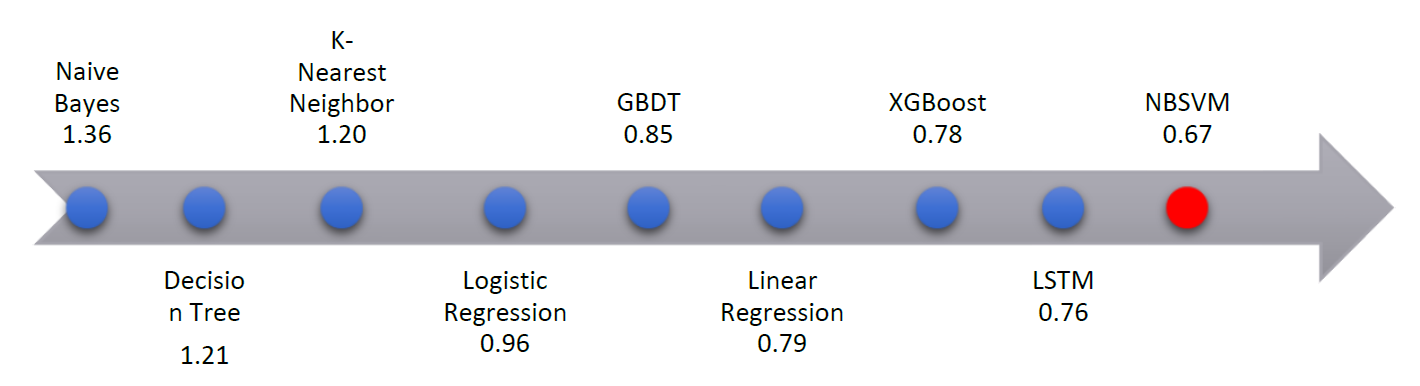 Naive
Bayes
1.36
Decisio
n Tree
1.21
K-
Nearest
Neighbor
1.20
Logistic
Regression
0.96
GBDT
0.85
Linear
Regression
0.79
XGBoost
0.78
LSTM
0.76
NBSVM
0.67